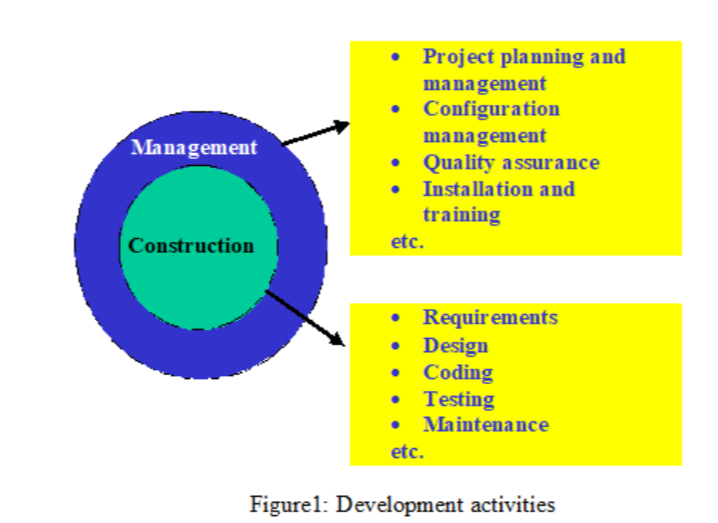 Management
Construction
• Project planning and
management
• Configuration
management
• Quality assurance
• Installation and
training
etc.
• Requirements
• Design
• Coding
• Testing
• Maintenance
etc.
Figure1: Development activities